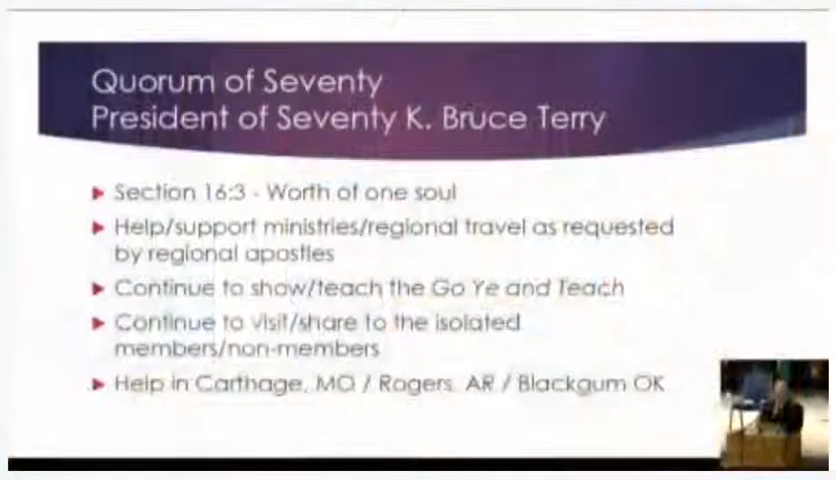 Quorum of Seventy
President of Seventy K. Bruce Terry
Section 16:3 - Worth of one soul
Help/support ministries/regional travel as requested
by regional apostles
Continue to show/teach the Go Ye and Teach
Continue to visit/share to the isolated
members/non-members
Help in Carthage, MO / Rogers, AR / Blackgum OK